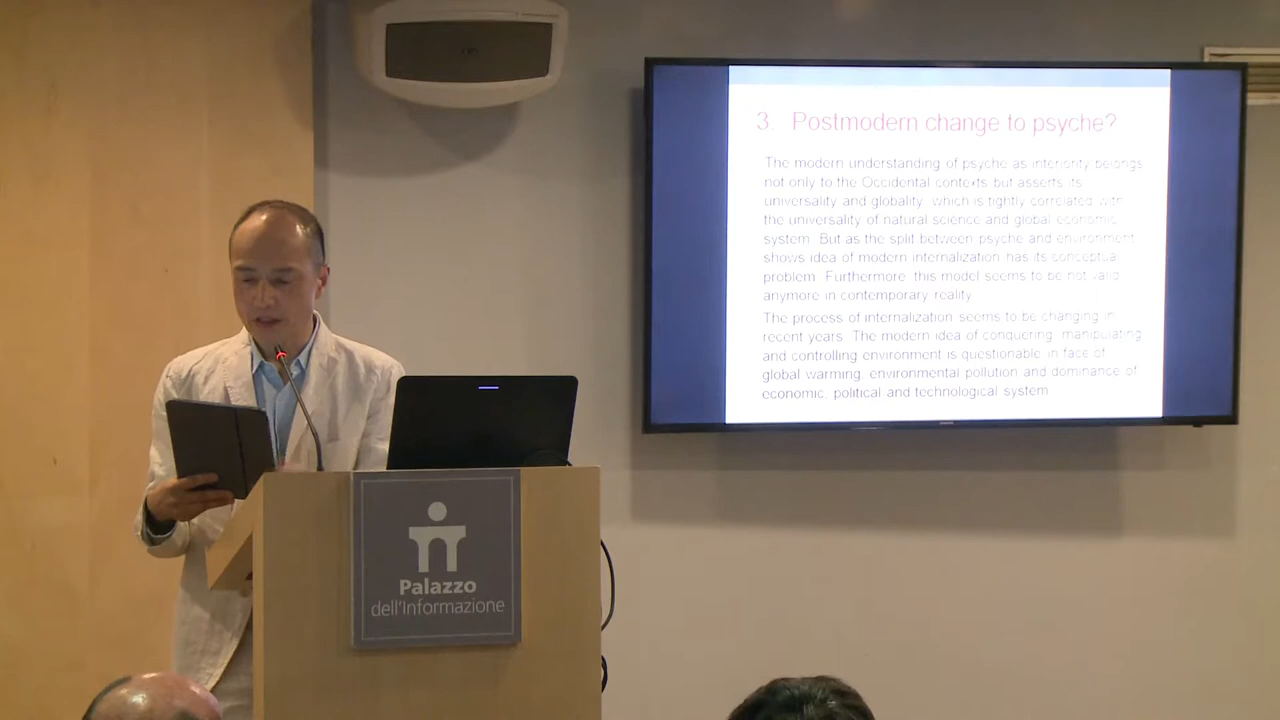 3. Postmodern change to psyche?
The modern understanding of psyche as interiority belongs
not only to the Occidental contexts but asserts its
universality and globality, which is tightly correlated with
the universality of natural science and global economic
system. But as the split between psyche and environment
shows idea of modern internalization has its conceptual
problem. Furthermore, this model seems to be not valid
anymore in contemporary reality.
The process of internalization seems to be changing in
recent years. The modern idea of conquering, manipulating
and controlling environment is questionable in face of
global warming, environmental pollution and dominance of
economic, political and technological system.
Palazzo
dell'Informazione